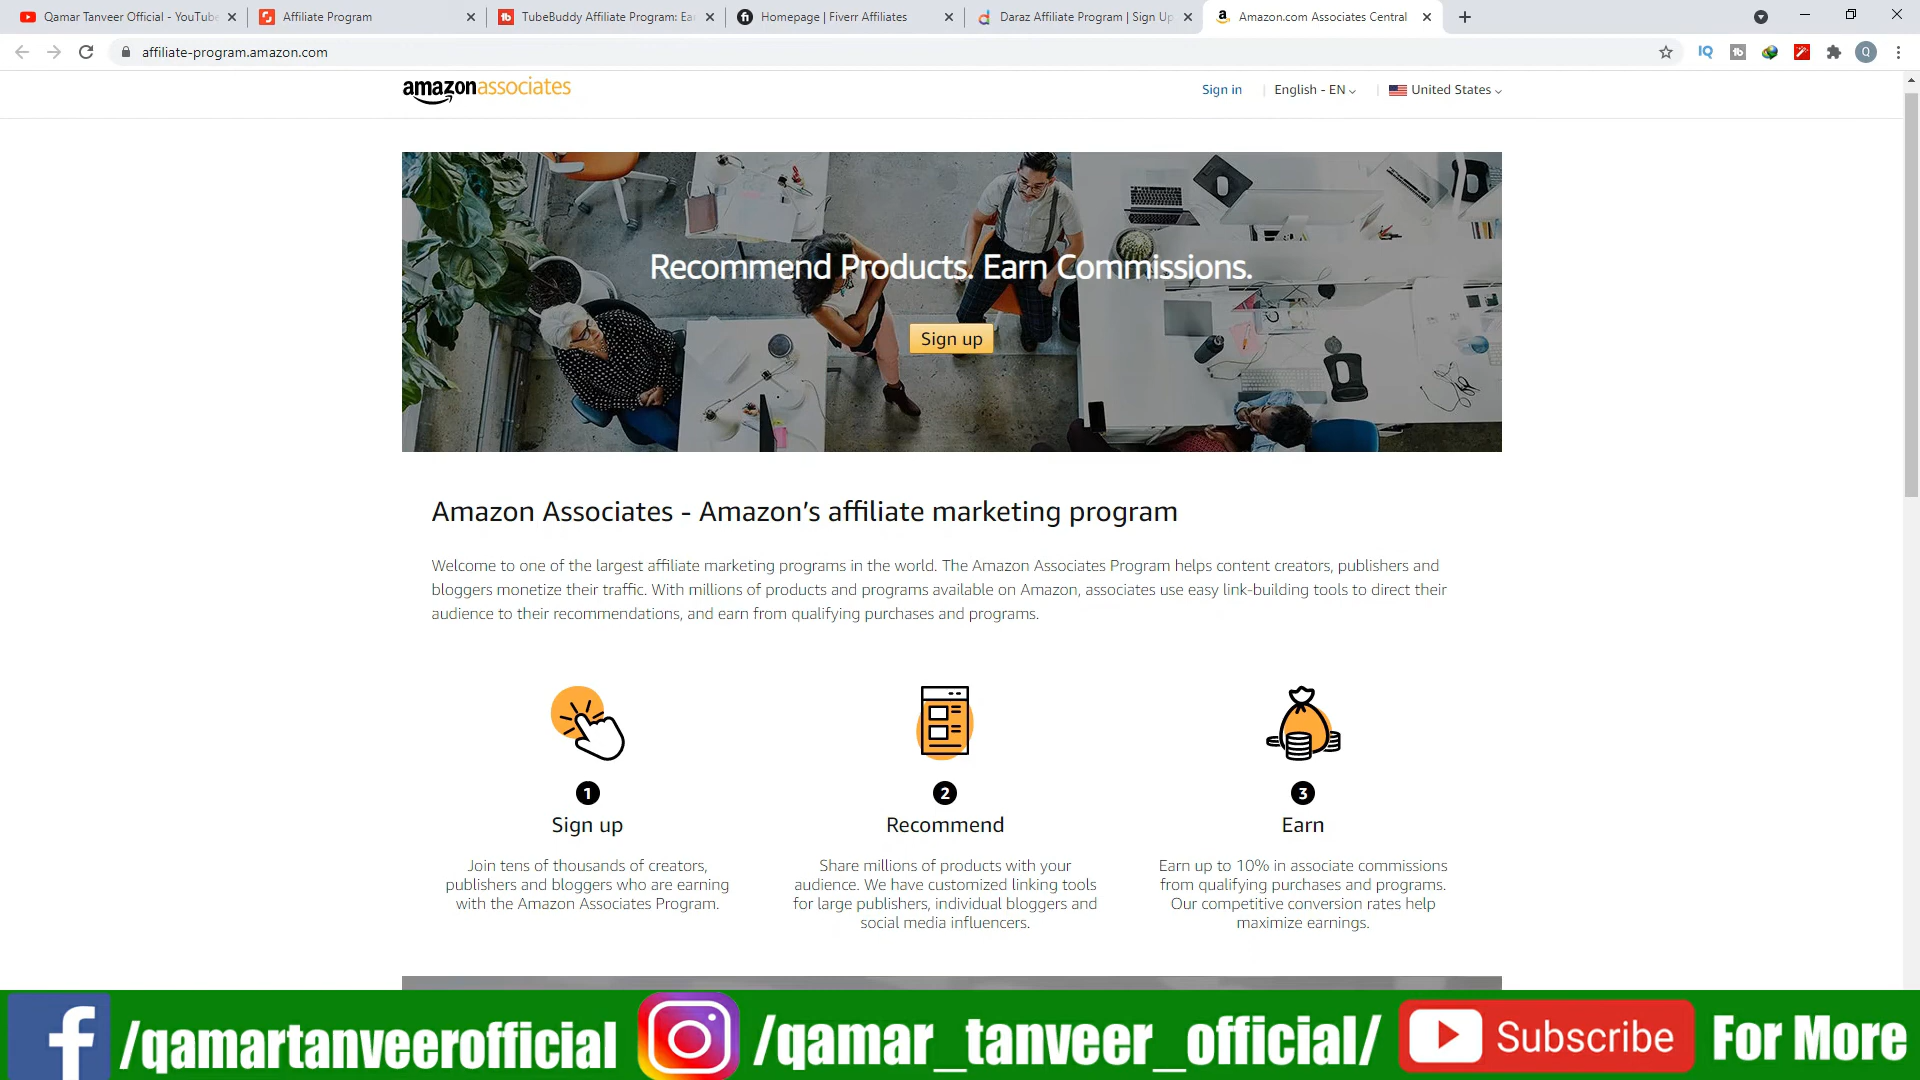 Qamar Tanveer Official - YouTube
Affiliate Program
TubeBuddy Affiliate Program: Ea
Homepage | Fiverr Affiliates
Daraz Affiliate Program | Sign Up
Amazon.com Associates Central
affiliate-program.amazon.com
IQ
tb
Q
amazonassociates
Sign in
English - EN
United States
Recommend Products. Earn Commissions.
Sign up
Amazon Associates - Amazon’s affiliate marketing program
Welcome to one of the largest affiliate marketing programs in the world. The Amazon Associates Program helps content creators, publishers and
bloggers monetize their traffic. With millions of products and programs available on Amazon, associates use easy link-building tools to direct their
audience to their recommendations, and earn from qualifying purchases and programs.
1
Sign up
Join tens of thousands of creators,
publishers and bloggers who are earning
with the Amazon Associates Program.
2
Recommend
Share millions of products with your
audience. We have customized linking tools
for large publishers, individual bloggers and
social media influencers.
3
Earn
Earn up to 10% in associate commissions
from qualifying purchases and programs.
Our competitive conversion rates help
maximize earnings.
f /qamartanveerofficial /qamar_tanveer_official/ Subscribe For More